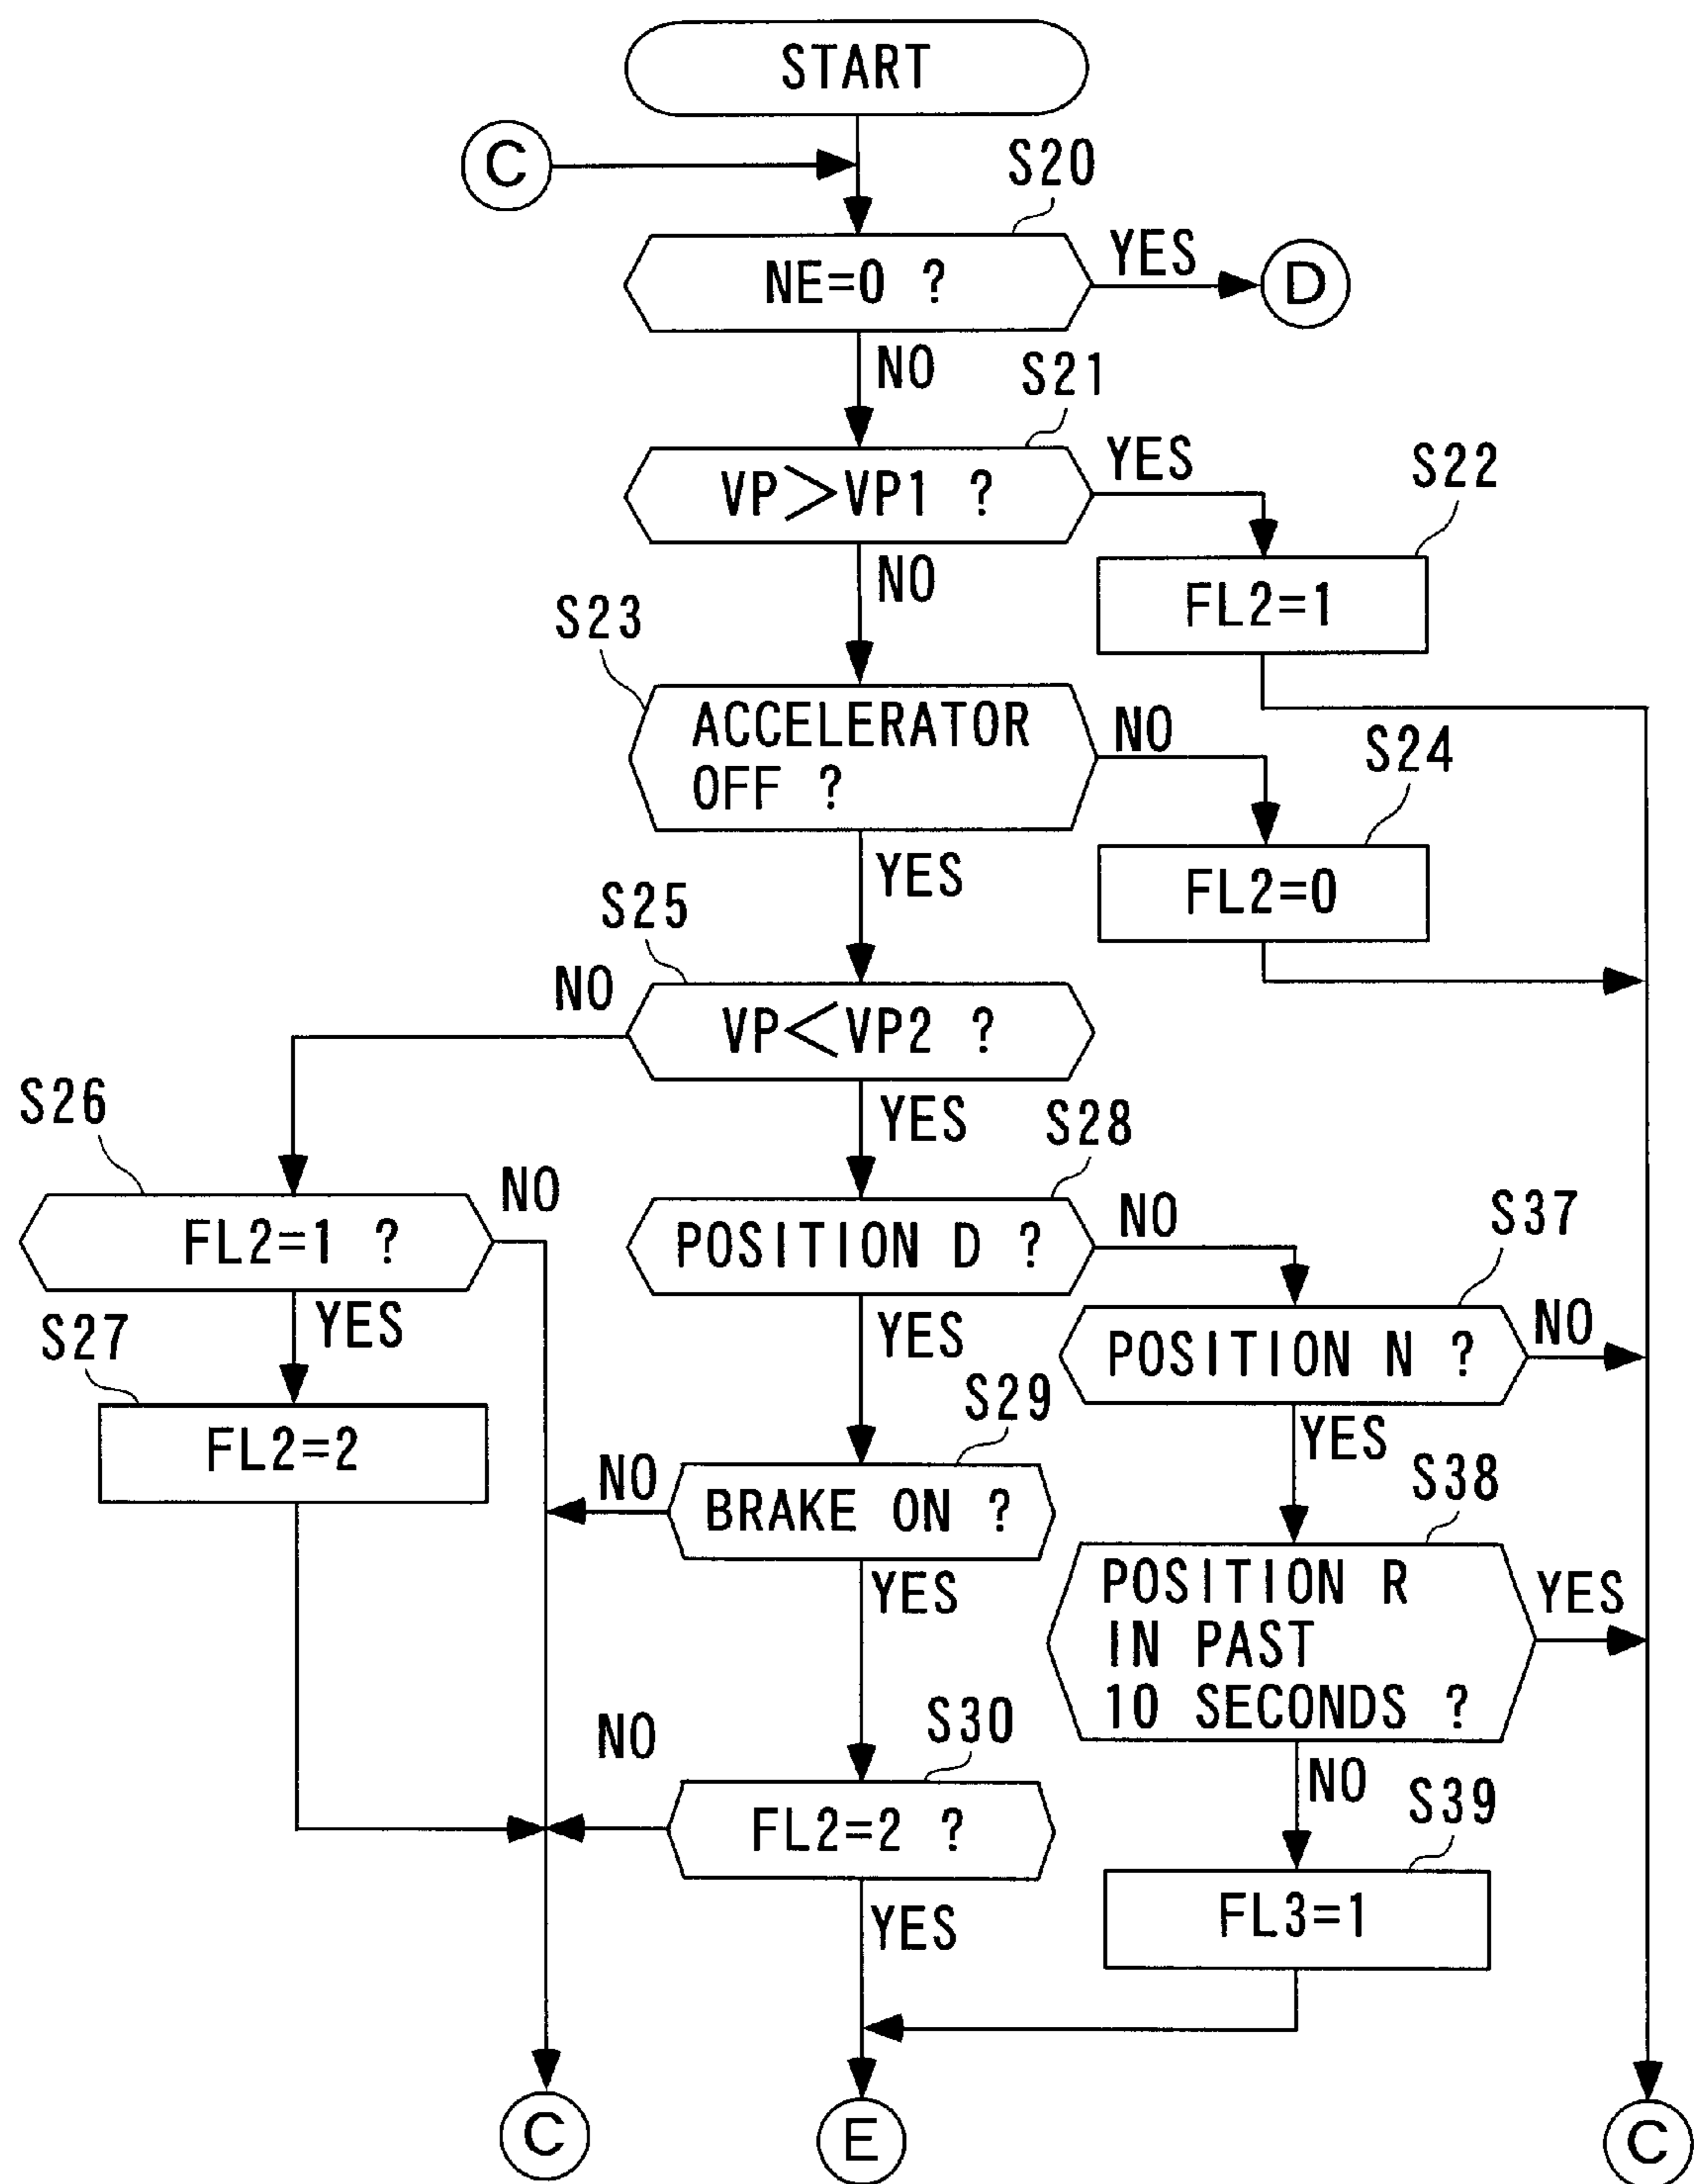 START
C
S20
NE=0 ?
YES
D
NO
S21
VP>VP1 ?
YES
S22
NO
FL2=1
S23
ACCELERATOR
OFF ?
NO
S24
YES
FL2=0
S25
NO
VP<VP2 ?
S26
YES
S28
NO
FL2=1 ?
POSITION D ?
NO
S37
YES
S27
YES
POSITION N ?
NO
FL2=2
S29
YES
NO
BRAKE ON ?
S38
YES
POSITION R
IN PAST
10 SECONDS ?
YES
NO
S30
NO
FL2=2 ?
S39
YES
FL3=1
C
E
C